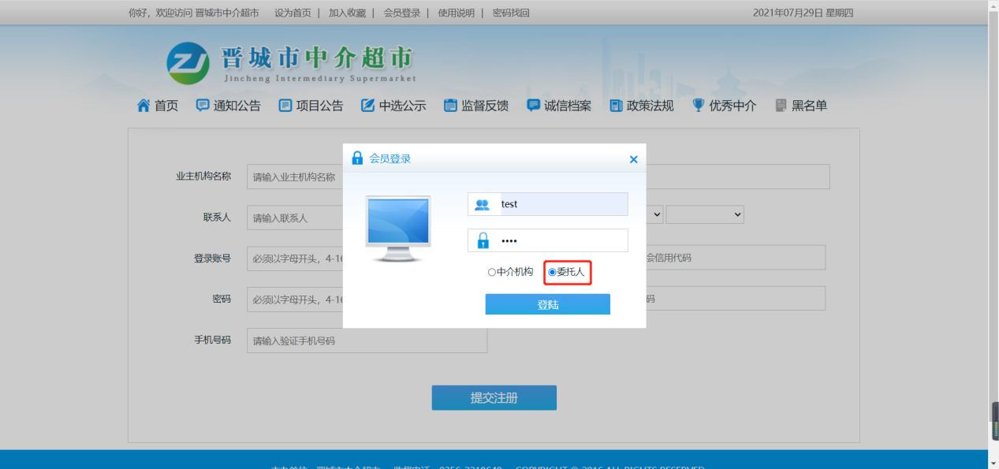 你好，欢迎访问 晋城市中介超市 设为首页 | 加入收藏 | 会员登录 | 使用说明 | 密码找回 2021年07月29日 星期四
晋城市中介超市
Jincheng Intermediary Supermarket
首页 通知公告 项目公告 中选公示 监督反馈 诚信档案 政策法规 优秀中介 黑名单
会员登录 ×
业主机构名称 请输入业主机构名称
test
联系人 请输入联系人
••••
登录账号 必须以字母开头，4-16 会信用代码
中介机构 委托人
密码 必须以字母开头，4-16 码
登陆
手机号码 请输入验证手机号码
提交注册
COPYRIGHT © 2016 ALL RIGHTS RESERVED